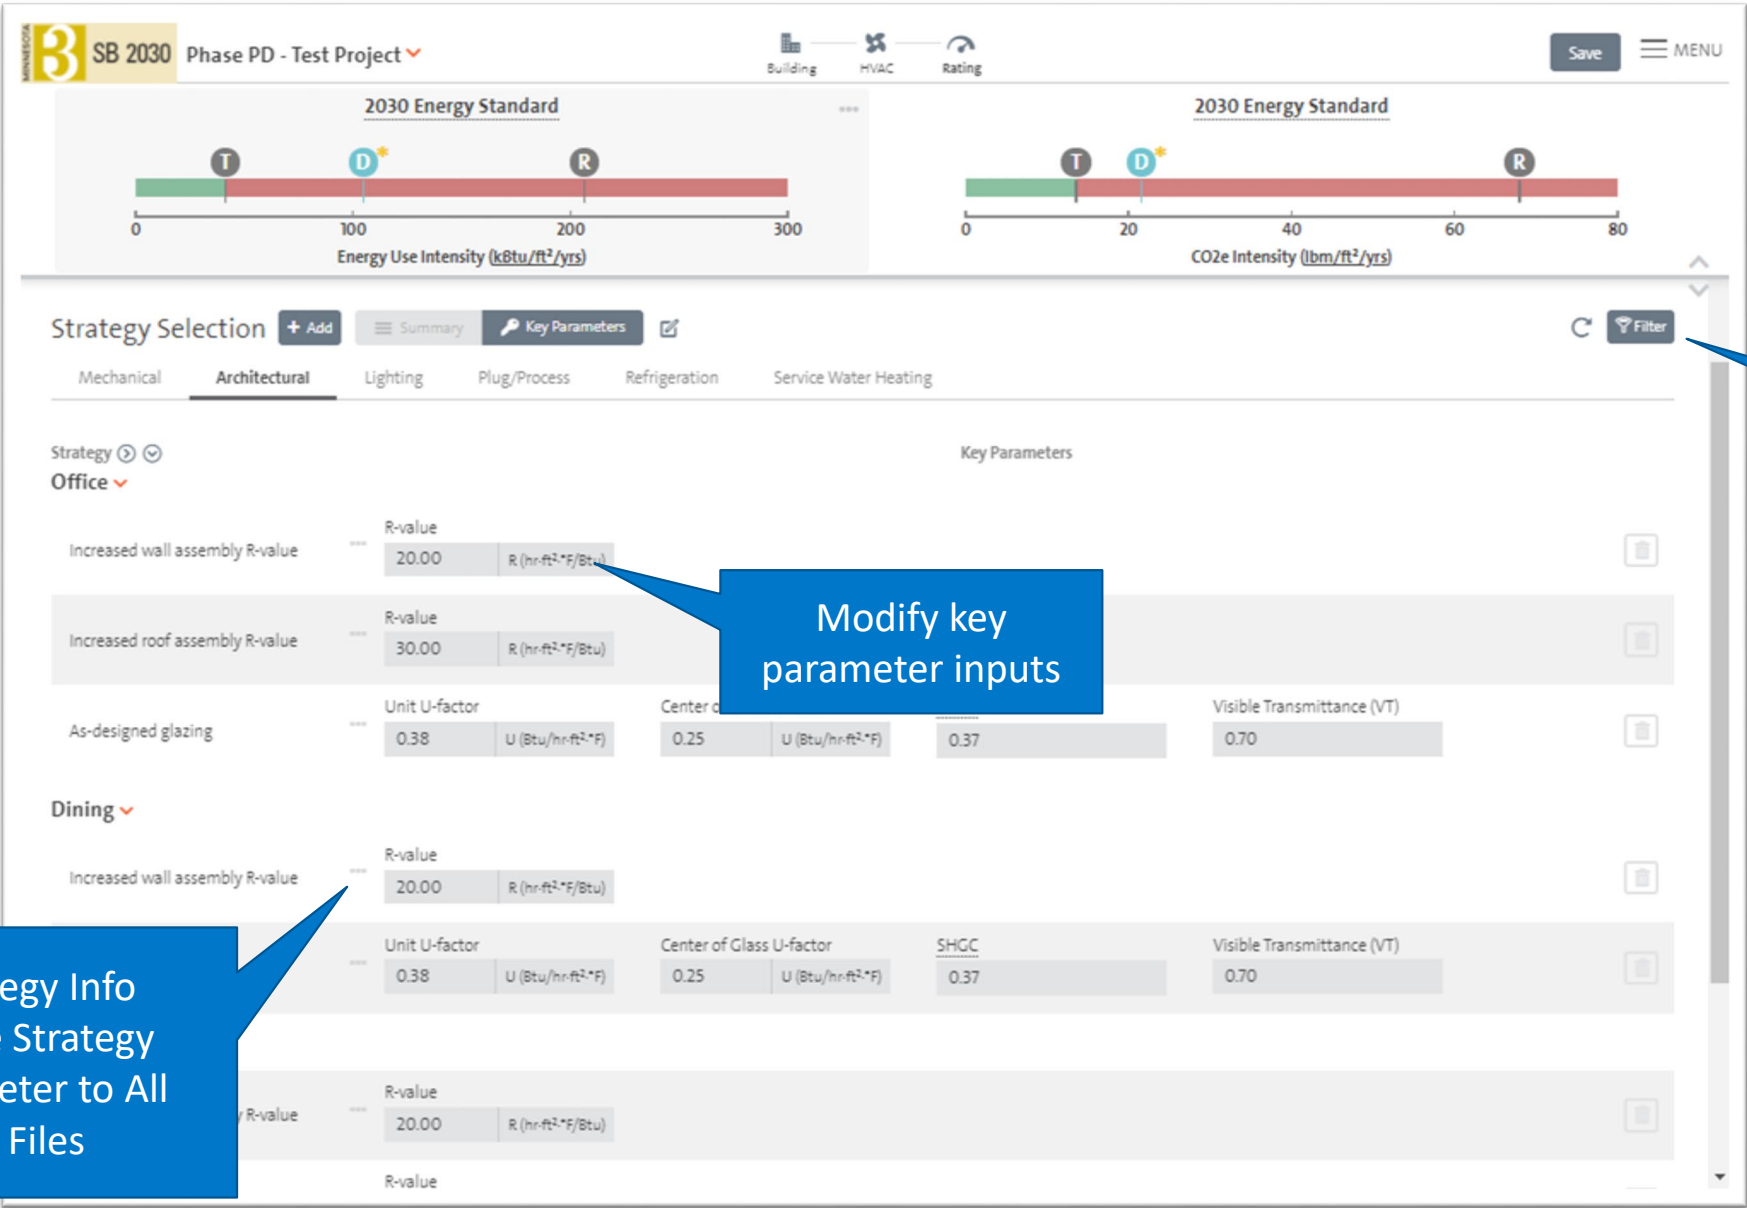 MINNESOTA
B3 SB 2030 Phase PD - Test Project
Building HVAC Rating
Save MENU
2030 Energy Standard
T D* R
0 100 200 300
Energy Use Intensity (kBtu/ft²/yrs)
2030 Energy Standard
T D* R
0 20 40 60 80
CO2e Intensity (lbm/ft²/yrs)
Strategy Selection + Add Summary Key Parameters Filter
Mechanical Architectural Lighting Plug/Process Refrigeration Service Water Heating
Strategy Key Parameters
Office
R-value
Increased wall assembly R-value 20.00 R (hr-ft²-°F/Btu)
Modify key
parameter inputs
R-value
Increased roof assembly R-value 30.00 R (hr-ft²-°F/Btu)
Unit U-factor Center o Visible Transmittance (VT)
As-designed glazing 0.38 U (Btu/hr-ft²-°F) 0.25 U (Btu/hr-ft²-°F) 0.37 0.70
Dining
R-value
Increased wall assembly R-value 20.00 R (hr-ft²-°F/Btu)
Unit U-factor Center of Glass U-factor SHGC Visible Transmittance (VT)
0.38 U (Btu/hr-ft²-°F) 0.25 U (Btu/hr-ft²-°F) 0.37 0.70
egy Info
e Strategy
eter to All
Files
R-value
y R-value 20.00 R (hr-ft²-°F/Btu)
R-value